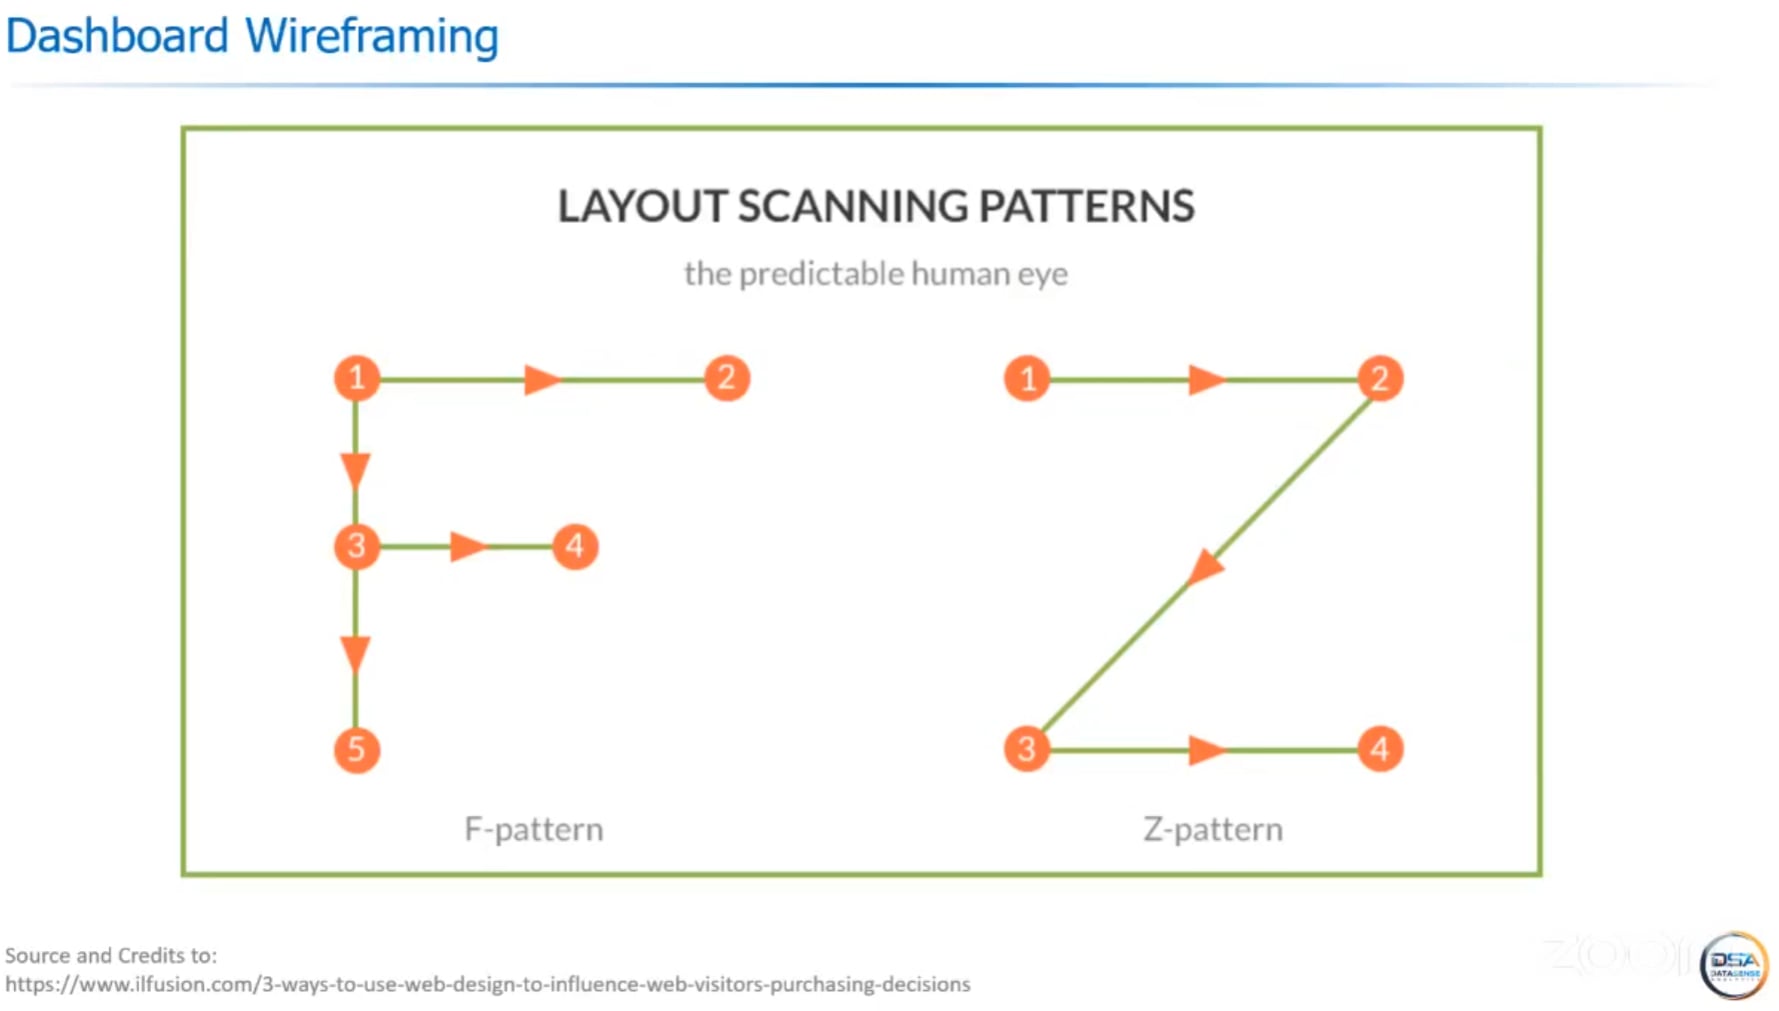 Dashboard Wireframing
LAYOUT SCANNING PATTERNS
the predictable human eye
1
2
3
4
5
F-pattern
1
2
3
4
Z-pattern
Source and Credits to:
https://www.ilfusion.com/3-ways-to-use-web-design-to-influence-web-visitors-purchasing-decisions
zoom
DSA
DATASENSE
ANALYTICS